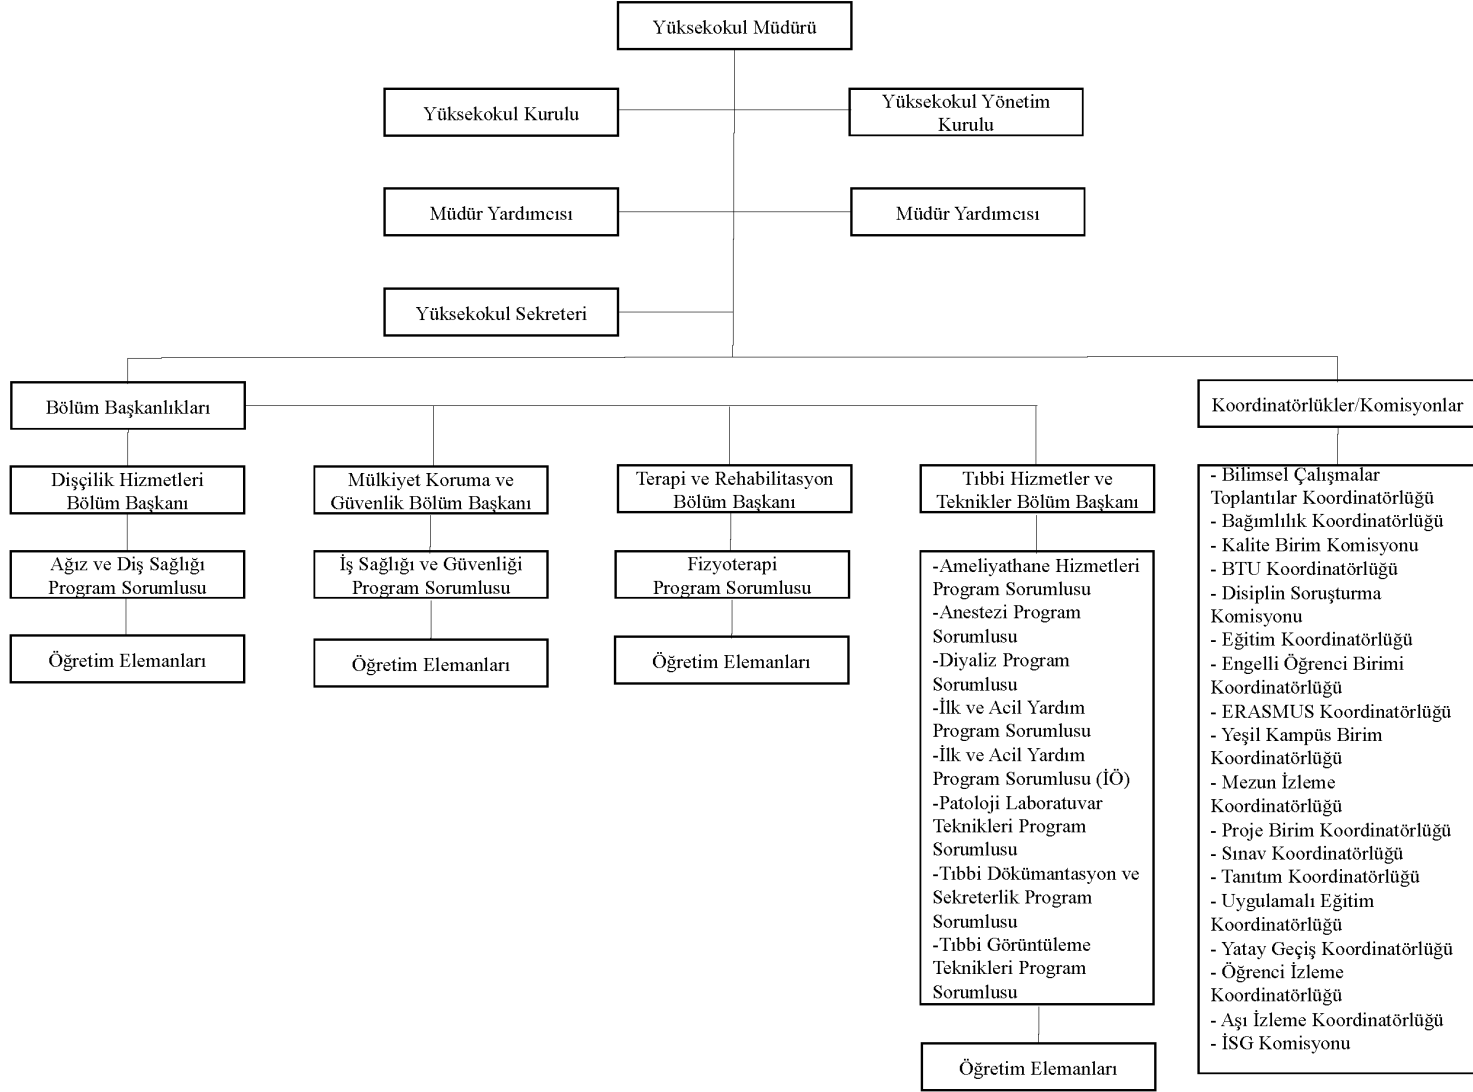 Yüksekokul Müdürü
Yüksekokul Kurulu
Yüksekokul Yönetim
Kurulu
Müdür Yardımcısı
Müdür Yardımcısı
Yüksekokul Sekreteri
Bölüm Başkanlıkları
Koordinatörlükler/Komisyonlar
Dişçilik Hizmetleri
Bölüm Başkanı
Mülkiyet Koruma ve
Güvenlik Bölüm Başkanı
Terapi ve Rehabilitasyon
Bölüm Başkanı
Tıbbi Hizmetler ve
Teknikler Bölüm Başkanı
Ağız ve Diş Sağlığı
Program Sorumlusu
İş Sağlığı ve Güvenliği
Program Sorumlusu
Fizyoterapi
Program Sorumlusu
Öğretim Elemanları
Öğretim Elemanları
Öğretim Elemanları
-Ameliyathane Hizmetleri
Program Sorumlusu
-Anestezi Program
Sorumlusu
-Diyaliz Program
Sorumlusu
-İlk ve Acil Yardım
Program Sorumlusu
-İlk ve Acil Yardım
Program Sorumlusu (İÖ)
-Patoloji Laboratuvar
Teknikleri Program
Sorumlusu
-Tıbbi Dökümantasyon ve
Sekreterlik Program
Sorumlusu
-Tıbbi Görüntüleme
Teknikleri Program
Sorumlusu
Öğretim Elemanları
- Bilimsel Çalışmalar
Toplantılar Koordinatörlüğü
- Bağımlılık Koordinatörlüğü
- Kalite Birim Komisyonu
- BTU Koordinatörlüğü
- Disiplin Soruşturma
Komisyonu
- Eğitim Koordinatörlüğü
- Engelli Öğrenci Birimi
Koordinatörlüğü
- ERASMUS Koordinatörlüğü
- Yeşil Kampüs Birim
Koordinatörlüğü
- Mezun İzleme
Koordinatörlüğü
- Proje Birim Koordinatörlüğü
- Sınav Koordinatörlüğü
- Tanıtım Koordinatörlüğü
- Uygulamalı Eğitim
Koordinatörlüğü
- Yatay Geçiş Koordinatörlüğü
- Öğrenci İzleme
Koordinatörlüğü
- Aşı İzleme Koordinatörlüğü
- İSG Komisyonu